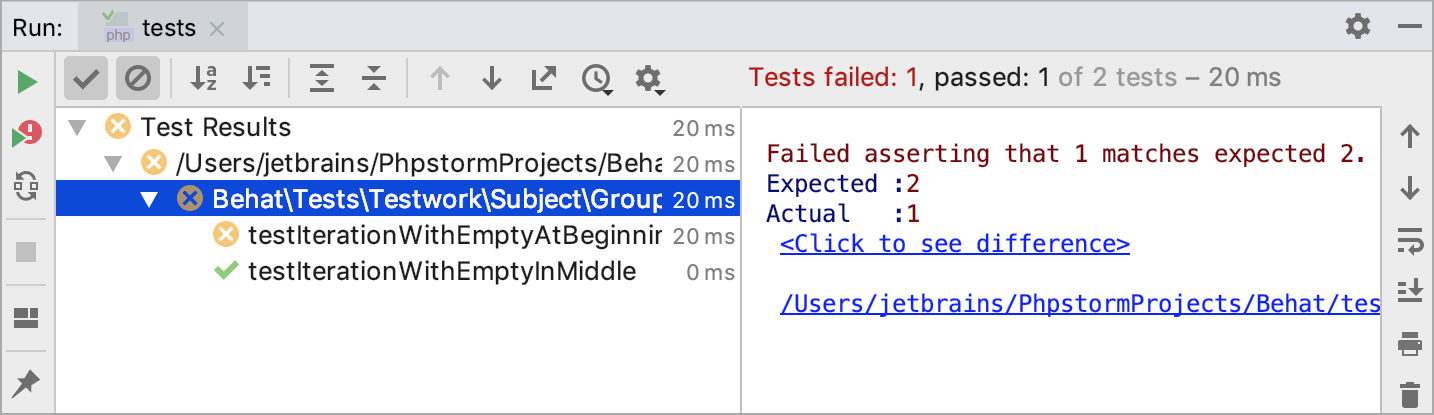 Run: php tests
Tests failed: 1, passed: 1 of 2 tests – 20 ms
Test Results 20 ms
/Users/jetbrains/PhpstormProjects/Beha 20 ms
Behat\Tests\Testwork\Subject\Group 20 ms
testIterationWithEmptyAtBeginnin 20 ms
testIterationWithEmptyInMiddle 0 ms
Failed asserting that 1 matches expected 2.
Expected :2
Actual   :1
<Click to see difference>
/Users/jetbrains/PhpstormProjects/Behat/tes